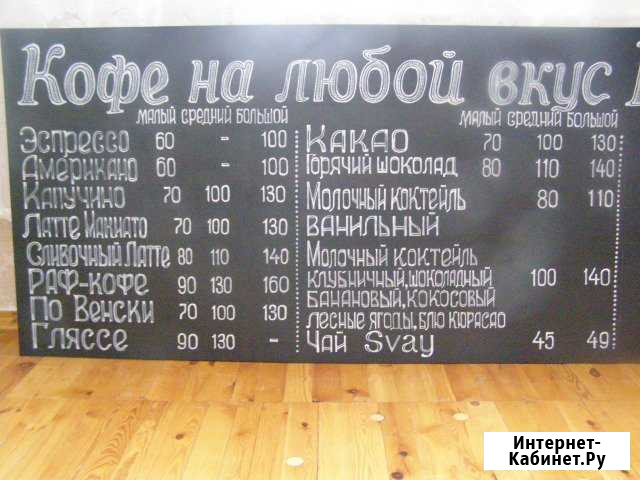 Кофе на любой вкус
малый средний большой
Эспрессо 60 - 100
Американо 60 - 100
Капучино 70 100 130
Латте Макиато 70 100 130
Сливочный Латте 80 110 140
Раф-кофе 90 130 160
По Венски 70 100 130
Гляссе 90 130 -
малый средний большой
Какао 70 100 130
Горячий шоколад 80 110 140
Молочный коктейль 80 110
ванильный
Молочный коктейль
клубничный, шоколадный 100 140
банановый, кокосовый
лесные ягоды, блю кюрасао
Чай Svay 45 49
Интернет-
Кабинет.Ру